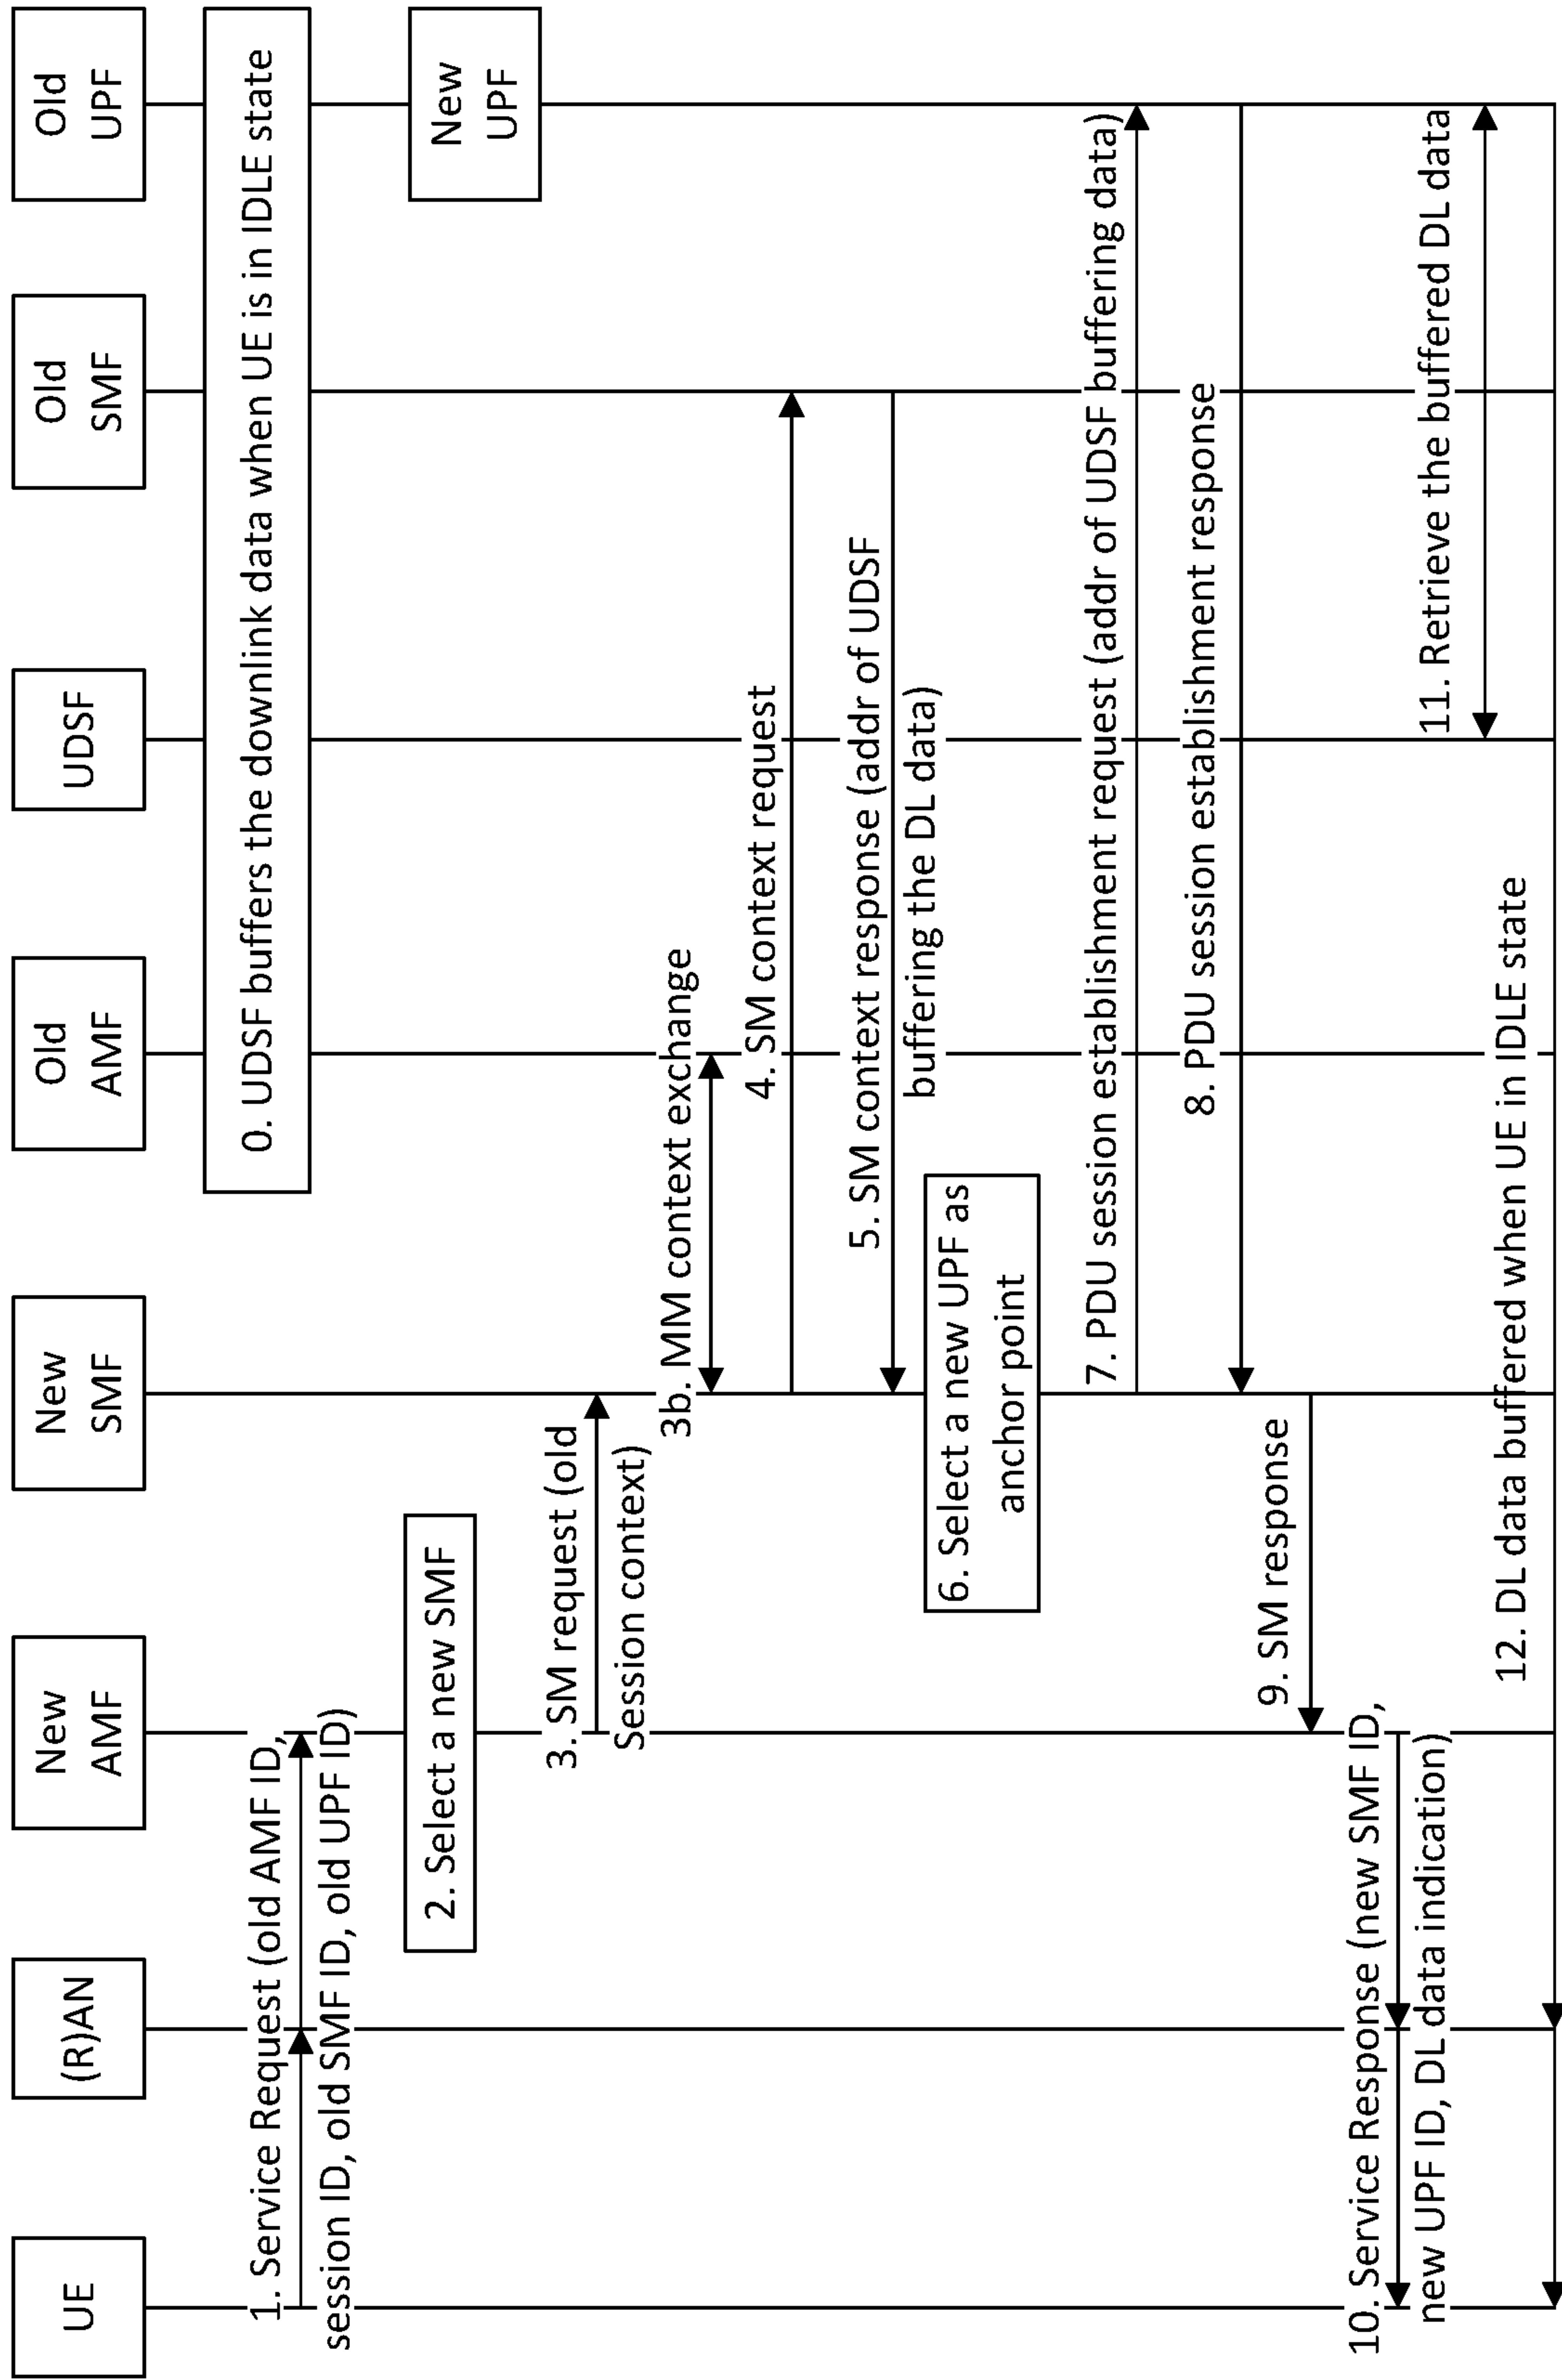 UE
(R)AN
New
AMF
New
SMF
Old
AMF
UDSF
Old
SMF
Old
UPF
0. UDSF buffers the downlink data when UE is in IDLE state
1. Service Request (old AMF ID,
session ID, old SMF ID, old UPF ID)
2. Select a new SMF
New
UPF
3. SM request (old
Session context)
3b. MM context exchange
4. SM context request
5. SM context response (addr of UDSF
buffering the DL data)
6. Select a new UPF as
anchor point
7. PDU session establishment request (addr of UDSF buffering data)
8. PDU session establishment response
9. SM response
10. Service Response (new SMF ID,
new UPF ID, DL data indication)
11. Retrieve the buffered DL data
12. DL data buffered when UE in IDLE state